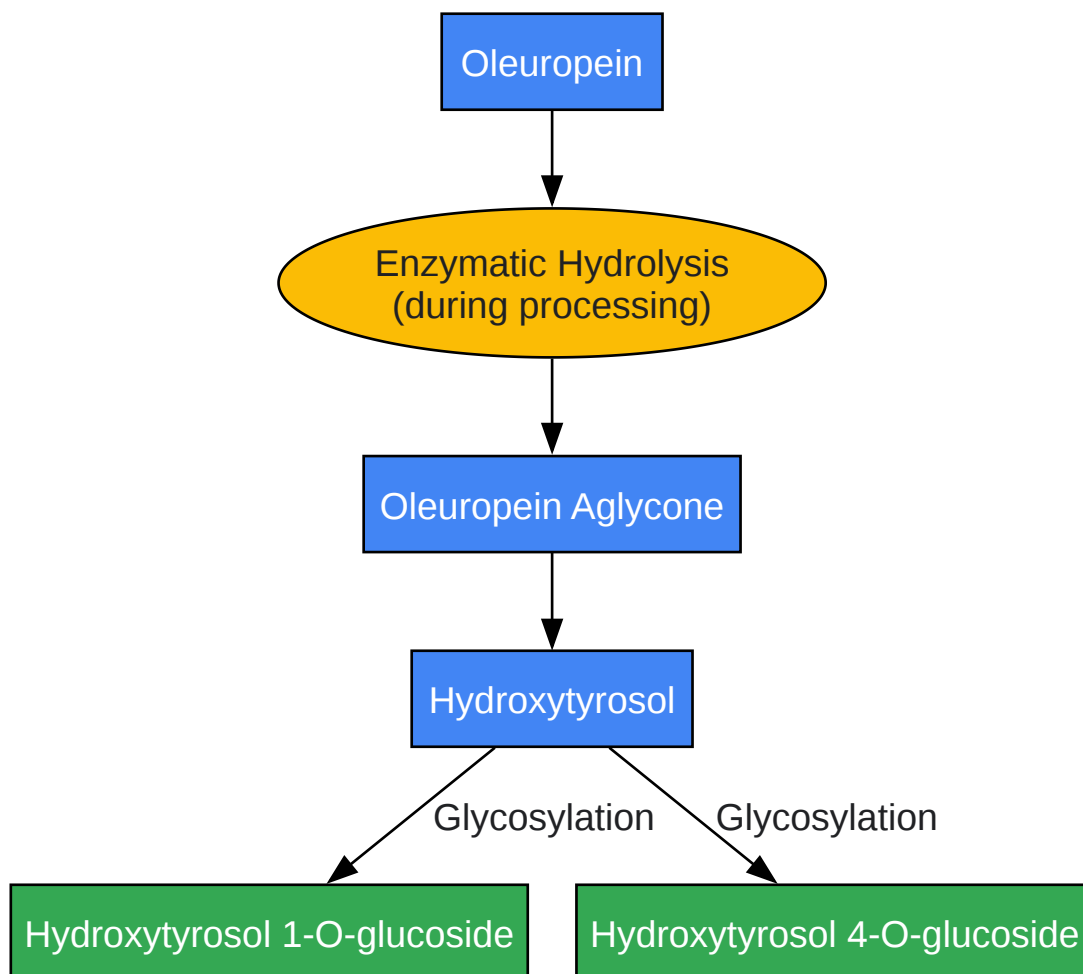 Oleuropein
Enzymatic Hydrolysis
(during processing)
Oleuropein Aglycone
Hydroxytyrosol
Glycosylation
Glycosylation
Hydroxytyrosol 1-O-glucoside
Hydroxytyrosol 4-O-glucoside